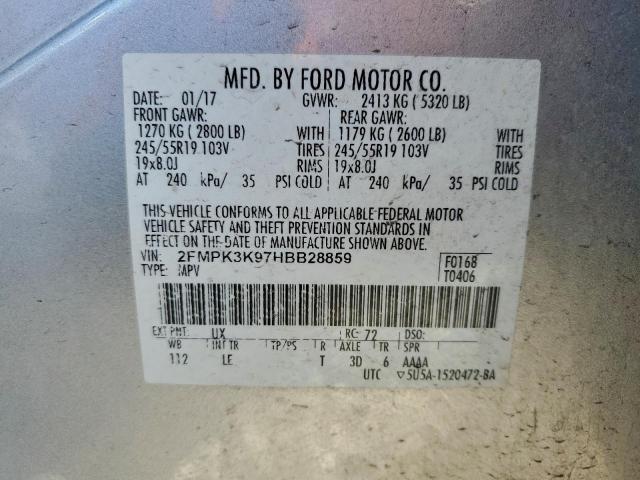 MFD. BY FORD MOTOR CO.
DATE: 01/17 GVWR: 2413 KG ( 5320 LB)
FRONT GAWR: REAR GAWR:
1270 KG ( 2800 LB) WITH 1179 KG ( 2600 LB) WITH
245/55R19 103V TIRES 245/55R19 103V TIRES
19x8.0J RIMS 19x8.0J RIMS
AT 240 kPa/ 35 PSI COLD AT 240 kPa/ 35 PSI COLD
THIS VEHICLE CONFORMS TO ALL APPLICABLE FEDERAL MOTOR
VEHICLE SAFETY AND THEFT PREVENTION STANDARDS IN
EFFECT ON THE DATE OF MANUFACTURE SHOWN ABOVE.
VIN: 2FMPK3K97HBB28859 F0168
TYPE: MPV T0406
EXT PNT: UX RC: 72 DSO:
WB INT TR TP/PS R AXLE TR SPR
112 LE T 3D 6 AAAA
UTC ▽5U5A-1520472-BA